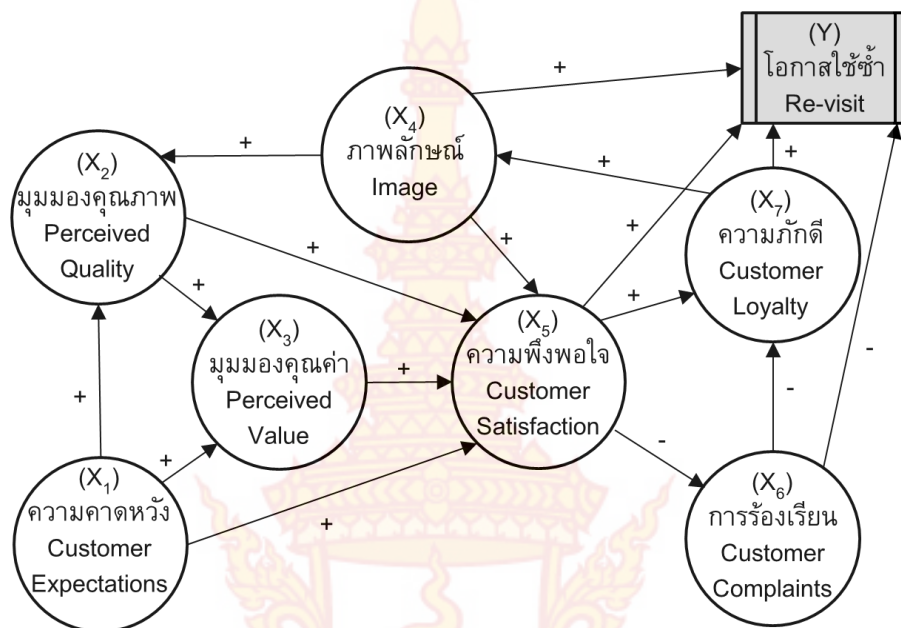 (Y)
โอกาสใช้ซ้ำ
Re-visit
+
(X4)
ภาพลักษณ์
Image
+
+
(X2)
มุมมองคุณภาพ
Perceived
Quality
+
+
+
+
(X7)
ความภักดี
Customer
Loyalty
+
+
+
(X3)
มุมมองคุณค่า
Perceived
Value
+
(X5)
ความพึงพอใจ
Customer
Satisfaction
-
+
-
-
+
+
(X1)
ความคาดหวัง
Customer
Expectations
(X6)
การร้องเรียน
Customer
Complaints